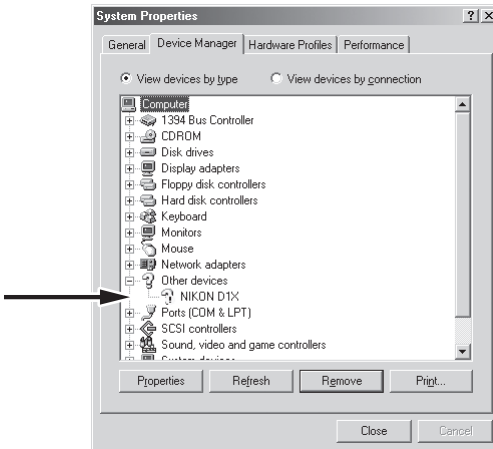 System Properties
General Device Manager Hardware Profiles Performance
View devices by type View devices by connection
Computer
1394 Bus Controller
CDROM
Disk drives
Display adapters
Floppy disk controllers
Hard disk controllers
Keyboard
Monitors
Mouse
Network adapters
Other devices
NIKON D1X
Ports (COM & LPT)
SCSI controllers
Sound, video and game controllers
System devices
Properties Refresh Remove Print...
Close Cancel